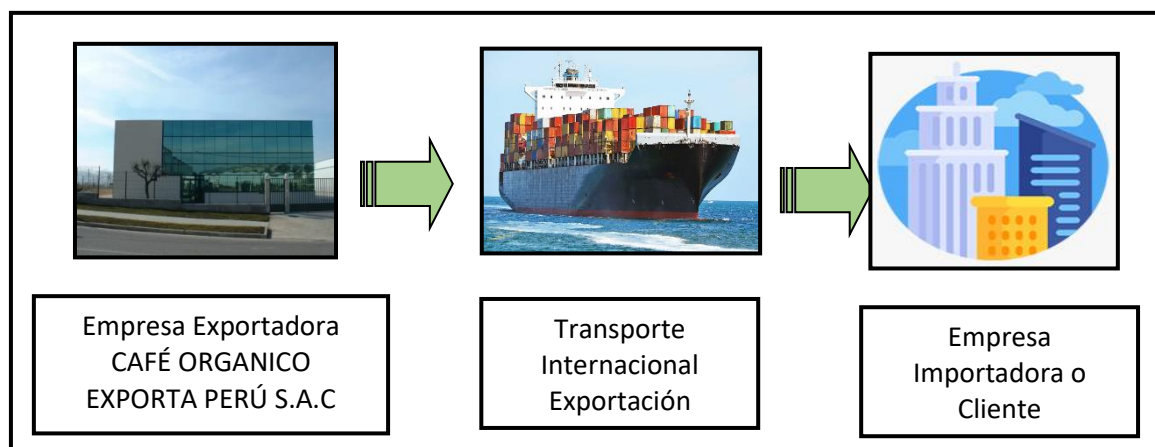 Empresa Exportadora
CAFÉ ORGANICO
EXPORTA PERÚ S.A.C
Transporte
Internacional
Exportación
Empresa
Importadora o
Cliente